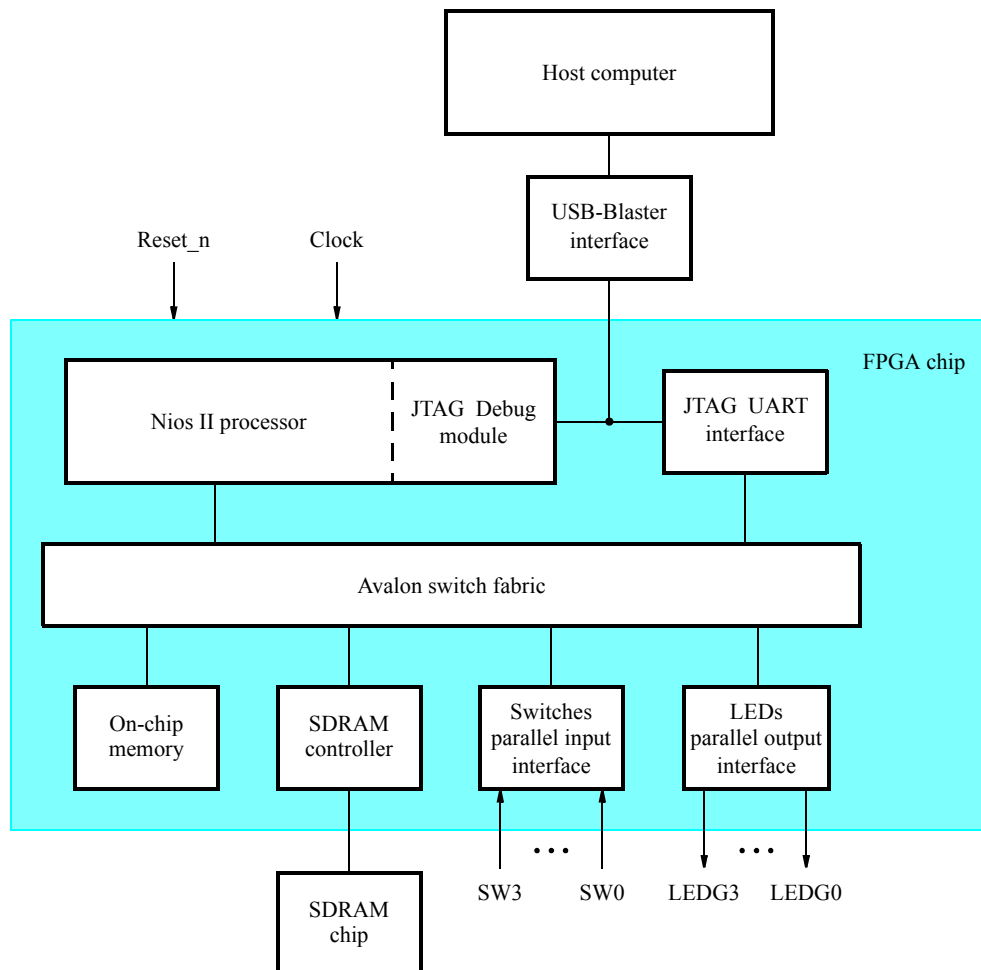 Host computer
USB-Blaster
interface
Reset_n
Clock
FPGA chip
Nios II processor
JTAG Debug
module
JTAG UART
interface
Avalon switch fabric
On-chip
memory
SDRAM
controller
Switches
parallel input
interface
LEDs
parallel output
interface
SW3
SW0
LEDG3
LEDG0
SDRAM
chip